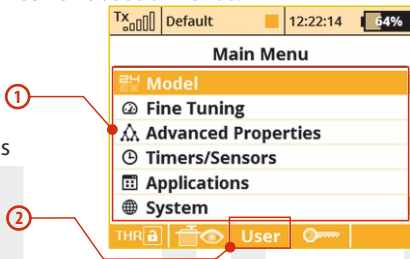 Tx Default 12:22:14 64%
Main Menu
Model
Fine Tuning
1
Advanced Properties
Timers/Sensors
s
Applications
System
2
THR User